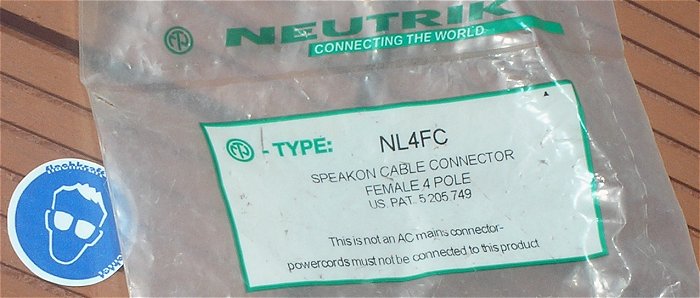 NEUTRIK
CONNECTING THE WORLD
-TYPE: NL4FC
SPEAKON CABLE CONNECTOR
FEMALE 4 POLE
US. PAT. 5.205.749
This is not an AC mains connector-
powercords must not be connected to this product